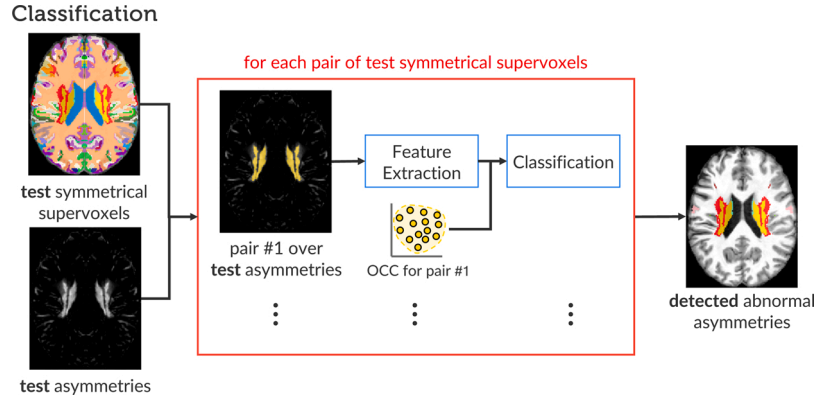 Classification
for each pair of test symmetrical supervoxels
test symmetrical
supervoxels
Feature
Extraction
Classification
pair #1 over
test asymmetries
OCC for pair #1
detected abnormal
asymmetries
test asymmetries